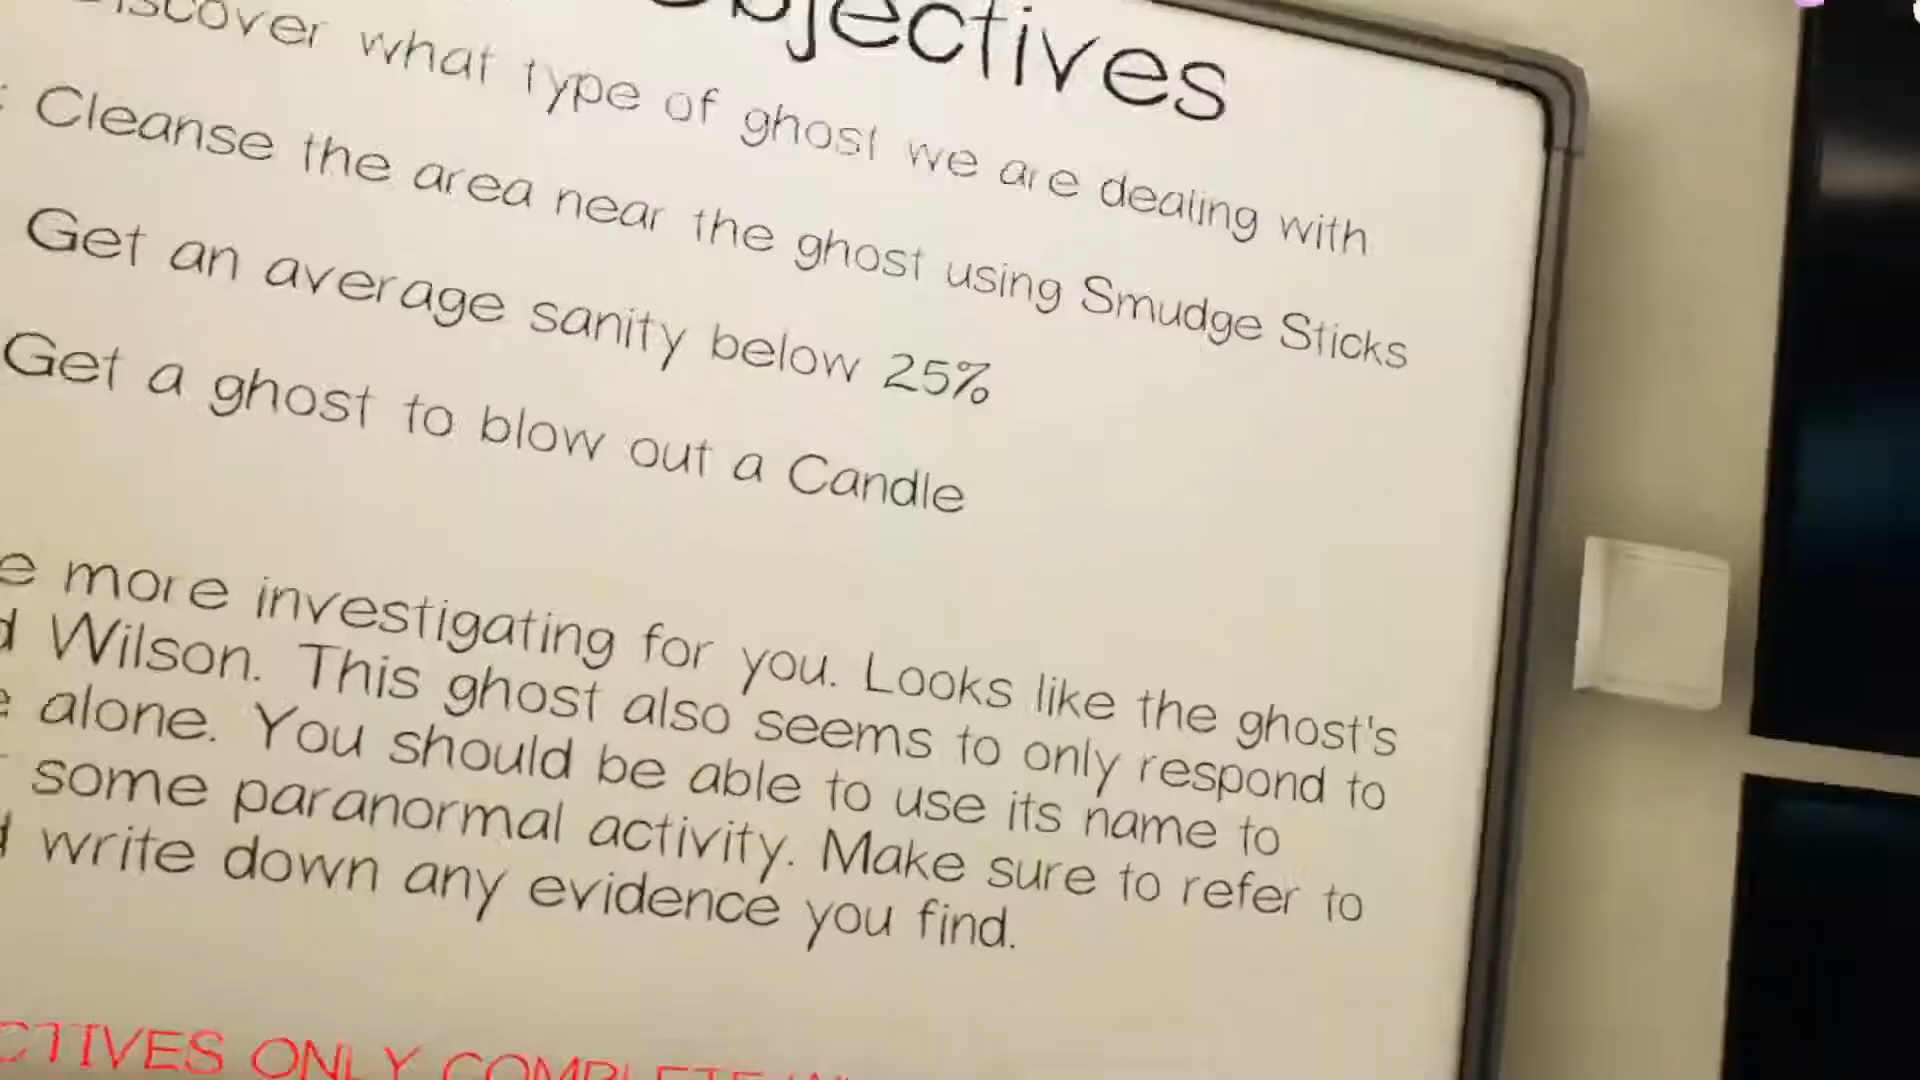 Objectives
Discover what type of ghost we are dealing with
: Cleanse the area near the ghost using Smudge Sticks
Get an average sanity below 25%
Get a ghost to blow out a Candle
more investigating for you. Looks like the ghost's
Wilson. This ghost also seems to only respond to
alone. You should be able to use its name to
some paranormal activity. Make sure to refer to
write down any evidence you find.
ONLY